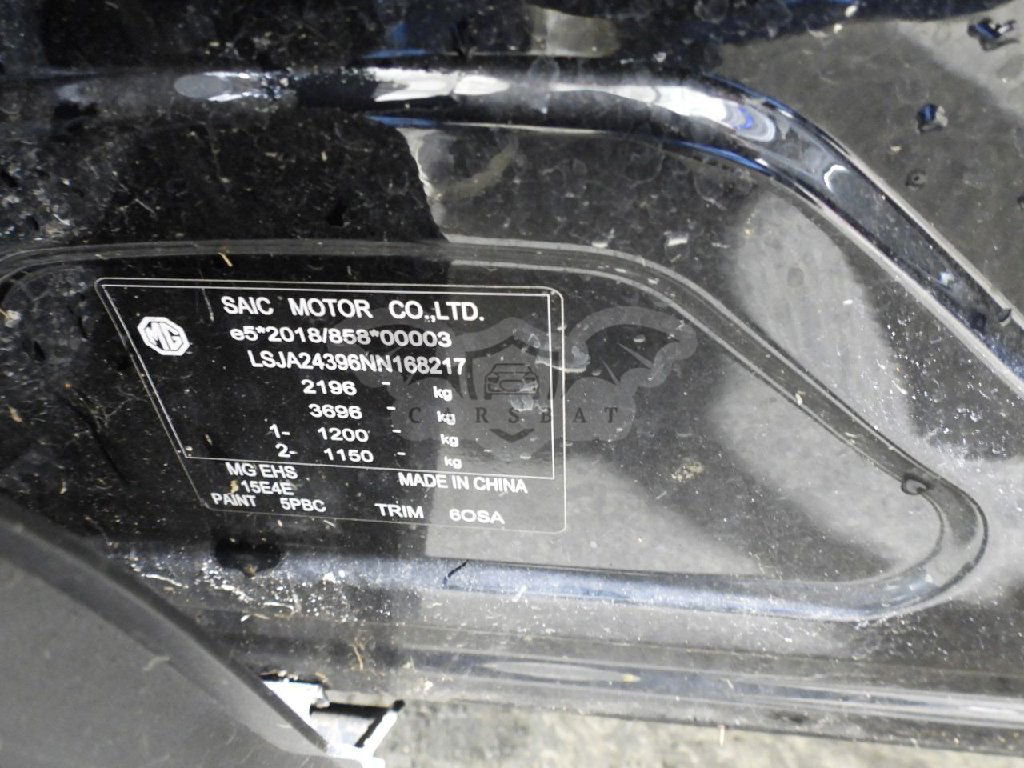 SAIC MOTOR CO.,LTD.
MG
e5*2018/858*00003
LSJA24396NN168217
2196 - kg
3696 - kg
1- 1200 - kg
2- 1150 - kg
MG EHS
MADE IN CHINA
15E4E
PAINT 5PBC TRIM 6OSA
CARSBAT